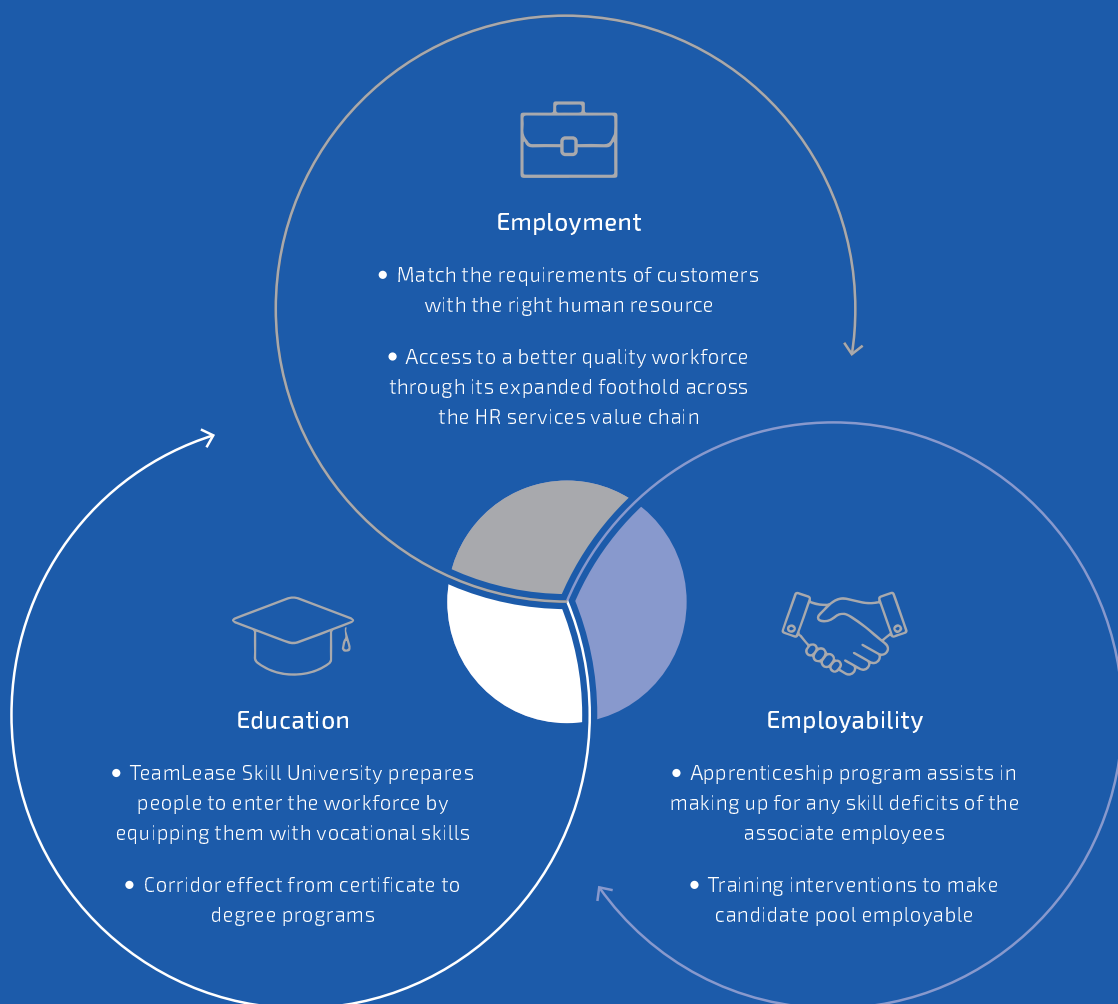 Employment
• Match the requirements of customers
with the right human resource
• Access to a better quality workforce
through its expanded foothold across
the HR services value chain
Education
• TeamLease Skill University prepares
people to enter the workforce by
equipping them with vocational skills
• Corridor effect from certificate to
degree programs
Employability
• Apprenticeship program assists in
making up for any skill deficits of the
associate employees
• Training interventions to make
candidate pool employable